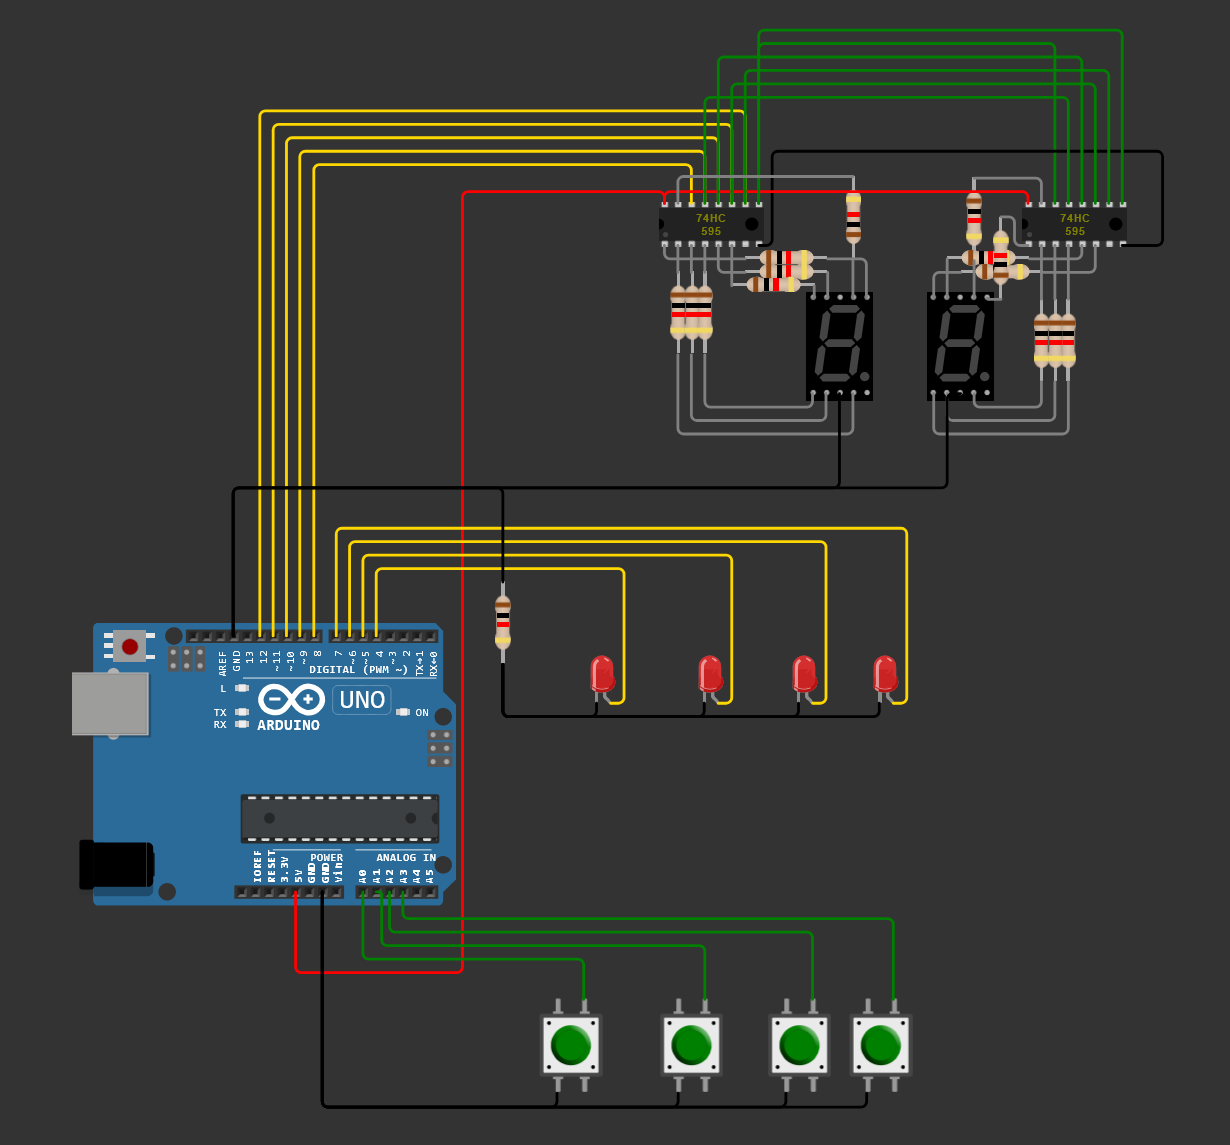 74HC
595
74HC
595
AREF
GND
13
12
~11
~10
~9
8
7
~6
~5
4
~3
2
TX→1
RX←0
DIGITAL (PWM ~)
L
TX
RX
UNO
ON
ARDUINO
IOREF
RESET
3.3V
5V
GND
GND
Vin
POWER
ANALOG IN
A0
A1
A2
A3
A4
A5